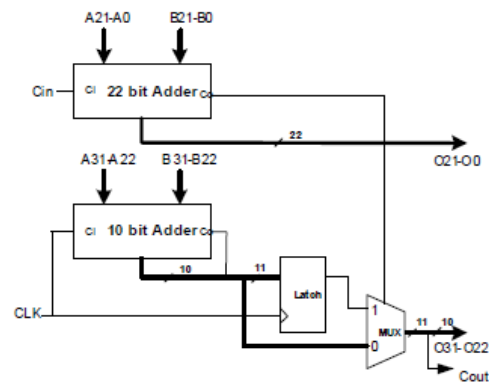 A21-A0 B21-B0
Cin CI 22 bit Adder Co
22
O21-O0
A31-A22 B31-B22
CI 10 bit Adder Co
10 11
Latch
CLK
1
MUX 11 10
0
O31-O22
Cout